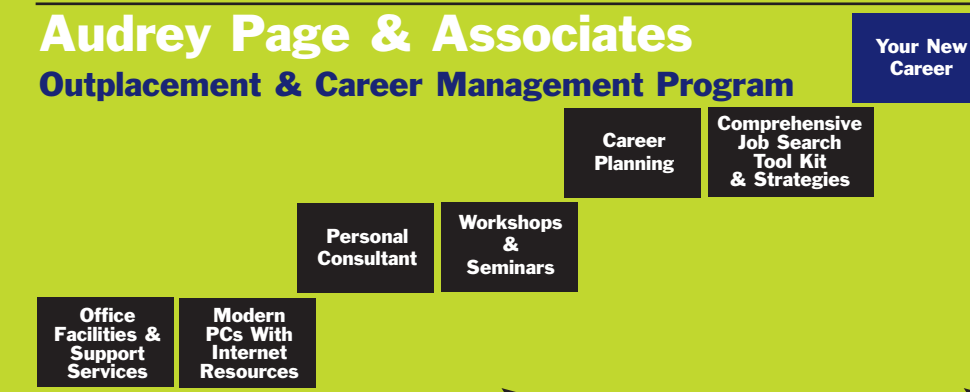 Audrey Page & Associates
Outplacement & Career Management Program
Your New
Career
Career
Planning
Comprehensive
Job Search
Tool Kit
& Strategies
Personal
Consultant
Workshops
&
Seminars
Office
Facilities &
Support
Services
Modern
PCs With
Internet
Resources